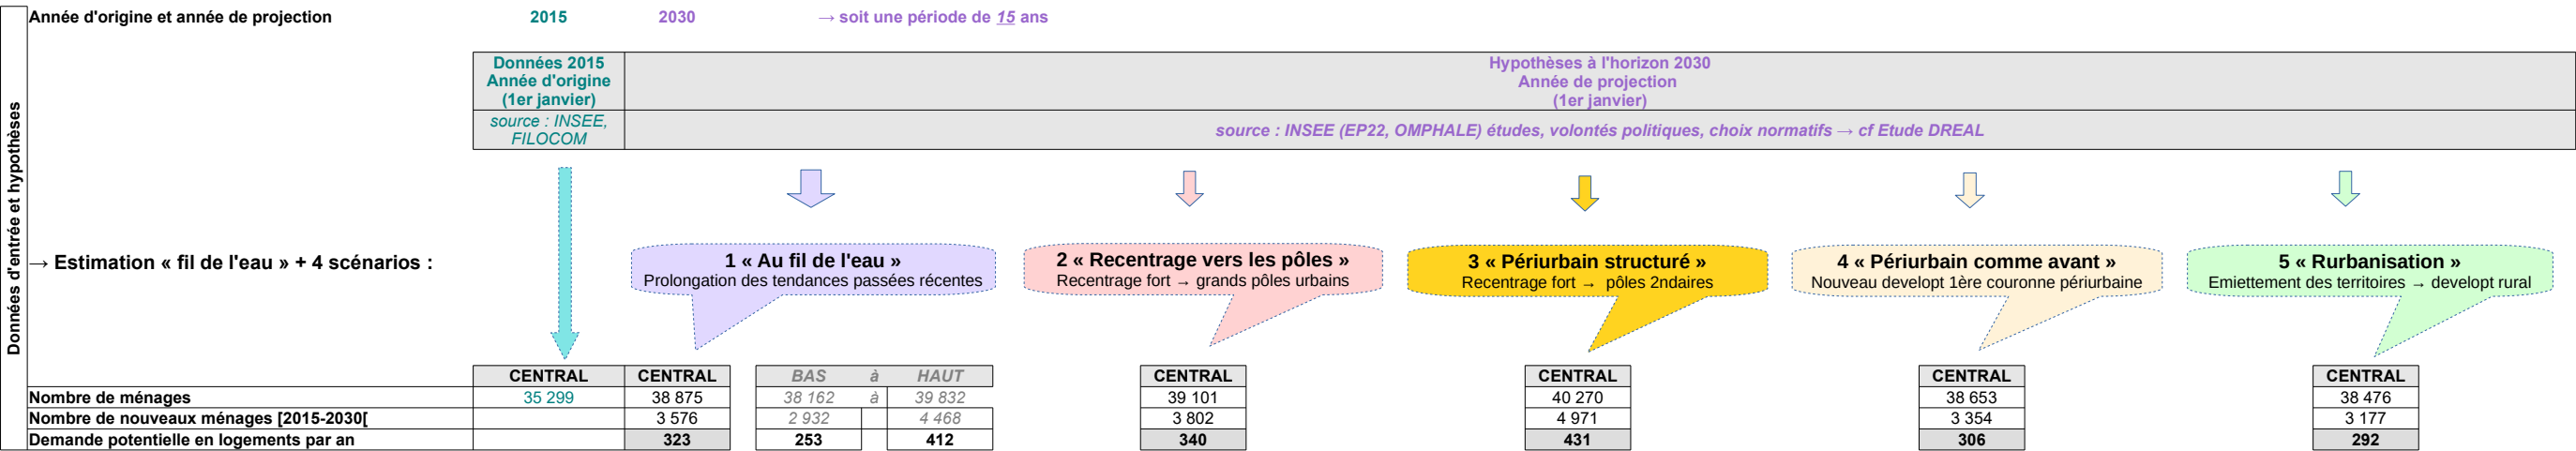 Année d'origine et année de projection 2015 2030 → soit une période de 15 ans
Données d'entrée et hypothèses
Données 2015
Année d'origine
(1er janvier)
Hypothèses à l'horizon 2030
Année de projection
(1er janvier)
source : INSEE,
FILOCOM
source : INSEE (EP22, OMPHALE) études, volontés politiques, choix normatifs → cf Etude DREAL
→ Estimation « fil de l'eau » + 4 scénarios :
1 « Au fil de l'eau »
Prolongation des tendances passées récentes
2 « Recentrage vers les pôles »
Recentrage fort → grands pôles urbains
3 « Périurbain structuré »
Recentrage fort → pôles 2ndaires
4 « Périurbain comme avant »
Nouveau developt 1ère couronne périurbaine
5 « Rurbanisation »
Emiettement des territoires → developt rural
CENTRAL CENTRAL BAS à HAUT CENTRAL CENTRAL CENTRAL CENTRAL
Nombre de ménages 35 299 38 875 38 162 à 39 832 39 101 40 270 38 653 38 476
Nombre de nouveaux ménages [2015-2030[ 3 576 2 932 4 468 3 802 4 971 3 354 3 177
Demande potentielle en logements par an 323 253 412 340 431 306 292